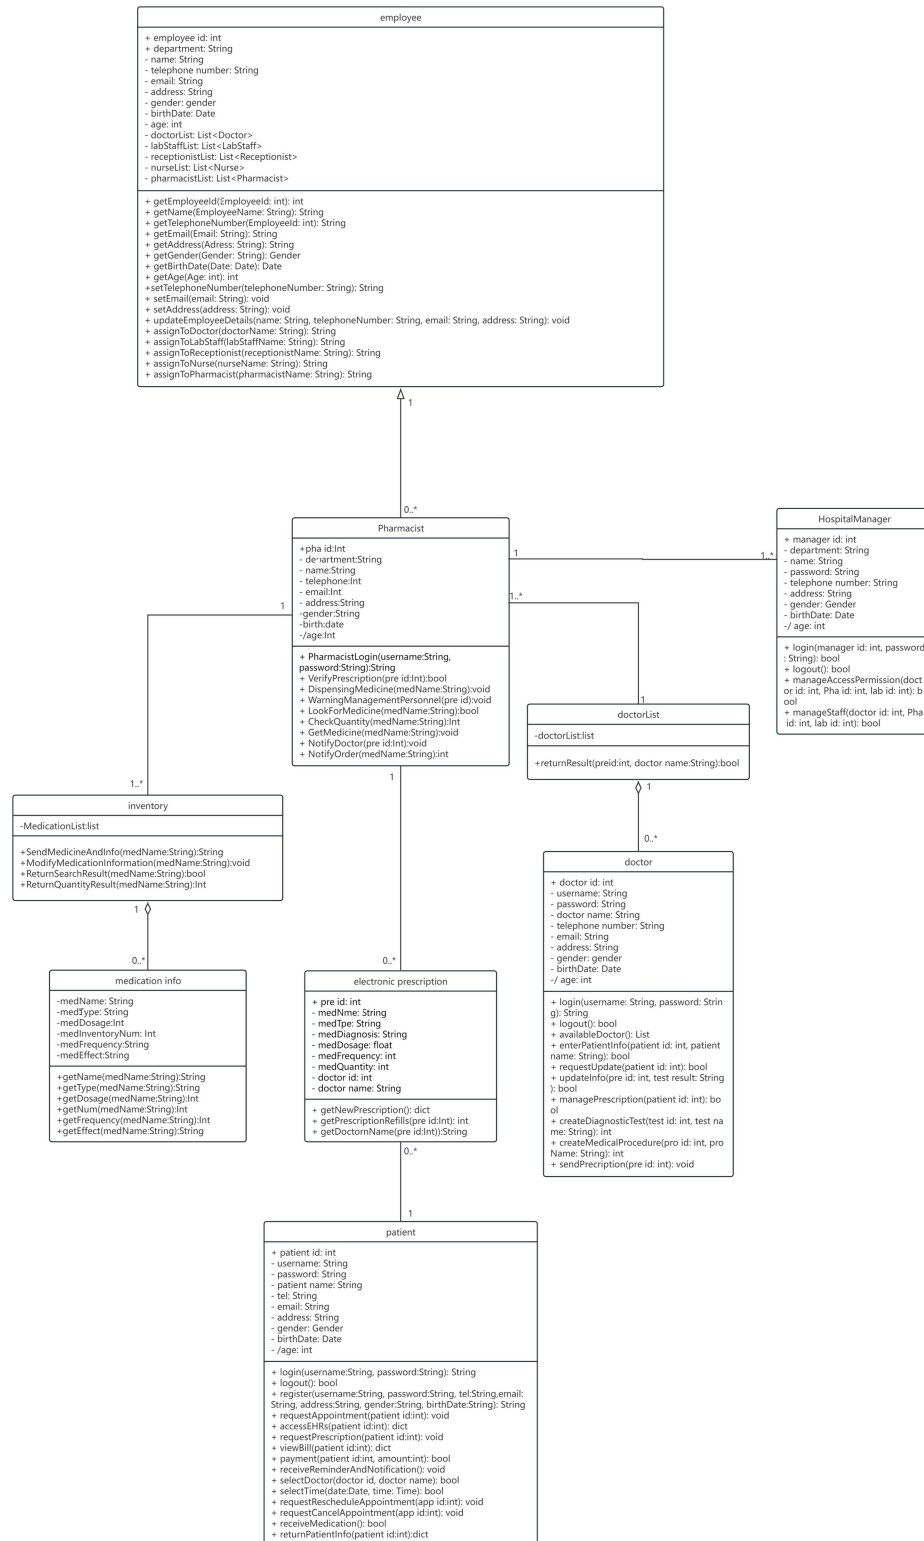 employee
+ employee id: int
+ department: String
- name: String
- telephone number: String
- email: String
- address: String
- gender: gender
- birthDate: Date
- age: int
- doctorList: List<Doctor>
- labStaffList: List<LabStaff>
- receptionistList: List<Receptionist>
- nurseList: List<Nurse>
- pharmacistList: List<Pharmacist>
+ getEmployeeId(EmployeeId: int): int
+ getName(EmployeeName: String): String
+ getTelephoneNumber(EmployeeId: int): String
+ getEmail(Email: String): String
+ getAddress(Adress: String): String
+ getGender(Gender: String): Gender
+ getBirthDate(Date: Date): Date
+ getAge(Age: int): int
+setTelephoneNumber(telephoneNumber: String): String
+ setEmail(email: String): void
+ setAddress(address: String): void
+ updateEmployeeDetails(name: String, telephoneNumber: String, email: String, address: String): void
+ assignToDoctor(doctorName: String): String
+ assignToLabStaff(labStaffName: String): String
+ assignToReceptionist(receptionistName: String): String
+ assignToNurse(nurseName: String): String
+ assignToPharmacist(pharmacistName: String): String
1
0..*
Pharmacist
+pha id:Int
- department:String
- name:String
- telephone:Int
- email:Int
- address:String
-gender:String
-birth:date
-/age:Int
+ PharmacistLogin(username:String,
password:String):String
+ VerifyPrescription(pre id:Int):bool
+ DispensingMedicine(medName:String):void
+ WarningManagementPersonnel(pre id):void
+ LookForMedicine(medName:String):bool
+ CheckQuantity(medName:String):Int
+ GetMedicine(medName:String):void
+ NotifyDoctor(pre id:Int):void
+ NotifyOrder(medName:String):int
1
1..*
HospitalManager
+ manager id: int
- department: String
- name: String
- password: String
- telephone number: String
- address: String
- gender: Gender
- birthDate: Date
-/ age: int
+ login(manager id: int, password
: String): bool
+ logout(): bool
+ manageAccessPermission(doct
or id: int, Pha id: int, lab id: int): b
ool
+ manageStaff(doctor id: int, Pha
id: int, lab id: int): bool
1..*
1
doctorList
-doctorList:list
+returnResult(preid:int, doctor name:String):bool
1
0..*
doctor
+ doctor id: int
- username: String
- password: String
- doctor name: String
- telephone number: String
- email: String
- address: String
- gender: gender
- birthDate: Date
-/ age: int
+ login(username: String, password: Strin
g): String
+ logout(): bool
+ availableDoctor(): List
+ enterPatientInfo(patient id: int, patient
name: String): bool
+ requestUpdate(patient id: int): bool
+ updateInfo(pre id: int, test result: String
): bool
+ managePrescription(patient id: int): bo
ol
+ createDiagnosticTest(test id: int, test na
me: String): int
+ createMedicalProcedure(pro id: int, pro
Name: String): int
+ sendPrecription(pre id: int): void
1
1..*
inventory
-MedicationList:list
+SendMedicineAndInfo(medName:String):String
+ModifyMedicationInformation(medName:String):void
+ReturnSearchResult(medName:String):bool
+ReturnQuantityResult(medName:String):Int
1
0..*
medication info
-medName: String
-medType: String
-medDosage:Int
-medInventoryNum: Int
-medFrequency:String
-medEffect:String
+getName(medName:String):String
+getType(medName:String):String
+getDosage(medName:String):Int
+getNum(medName:String):Int
+getFrequency(medName:String):Int
+getEffect(medName:String):String
1
0..*
electronic prescription
+ pre id: int
- medNme: String
- medTpe: String
- medDiagnosis: String
- medDosage: float
- medFrequency: int
- medQuantity: int
- doctor id: int
- doctor name: String
+ getNewPrescription(): dict
+ getPrescriptionRefills(pre id:Int): int
+ getDoctornName(pre id:Int)):String
0..*
1
patient
+ patient id: int
- username: String
- password: String
- patient name: String
- tel: String
- email: String
- address: String
- gender: Gender
- birthDate: Date
- /age: int
+ login(username:String, password:String): String
+ logout(): bool
+ register(username:String, password:String, tel:String,email:
String, address:String, gender:String, birthDate:String): String
+ requestAppointment(patient id:int): void
+ accessEHRs(patient id:int): dict
+ requestPrescription(patient id:int): void
+ viewBill(patient id:int): dict
+ payment(patient id:int, amount:int): bool
+ receiveReminderAndNotification(): void
+ selectDoctor(doctor id, doctor name): bool
+ selectTime(date:Date, time: Time): bool
+ requestRescheduleAppointment(app id:int): void
+ requestCancelAppointment(app id:int): void
+ receiveMedication(): bool
+ returnPatientInfo(patient id:int):dict